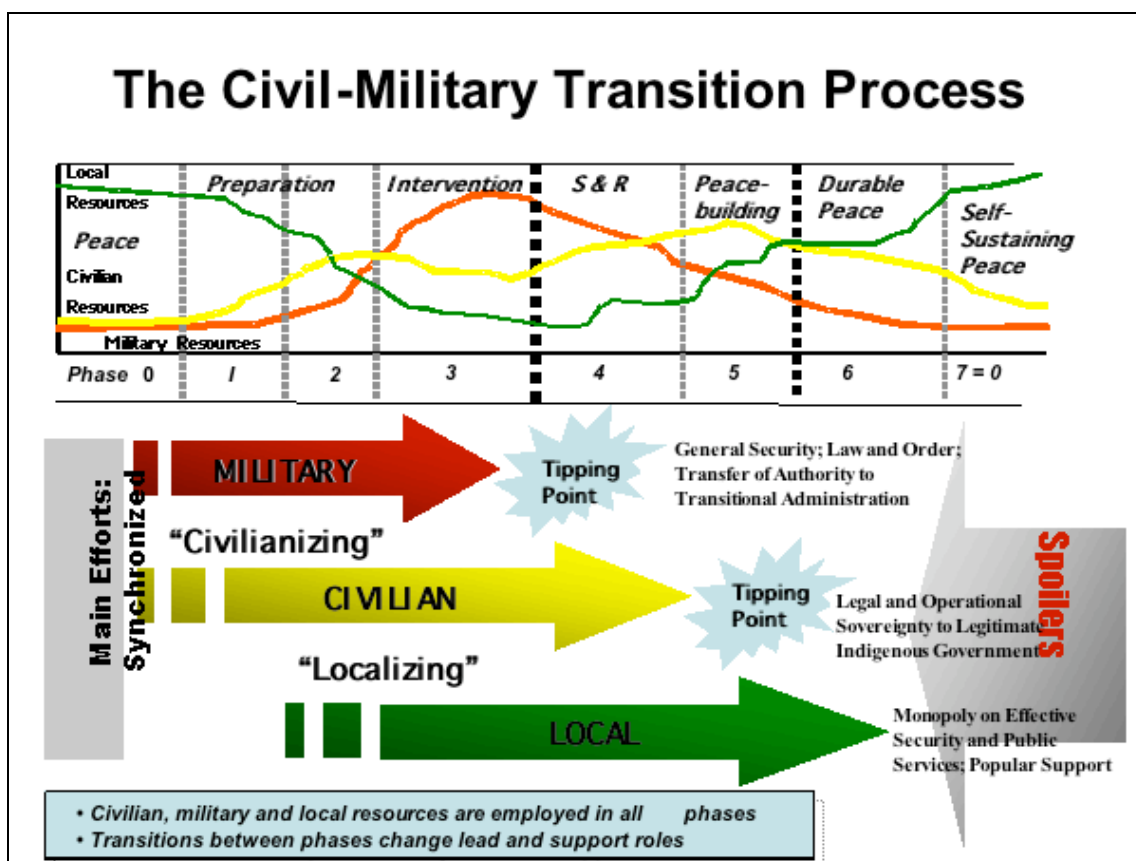 The Civil-Military Transition Process
Local
Resources
Peace
Civilian
Resources
Military Resources
Preparation
Intervention
S & R
Peace-
building
Durable
Peace
Self-
Sustaining
Peace
Phase 0 1 2 3 4 5 6 7 = 0
Main Efforts:
Synchronized
MILITARY
Tipping
Point
General Security; Law and Order;
Transfer of Authority to
Transitional Administration
“Civilianizing”
CIVILIAN
Tipping
Point
Legal and Operational
Sovereignty to Legitimate
Indigenous Government
Spoilers
“Localizing”
LOCAL
Monopoly on Effective
Security and Public
Services; Popular Support
• Civilian, military and local resources are employed in all phases
• Transitions between phases change lead and support roles